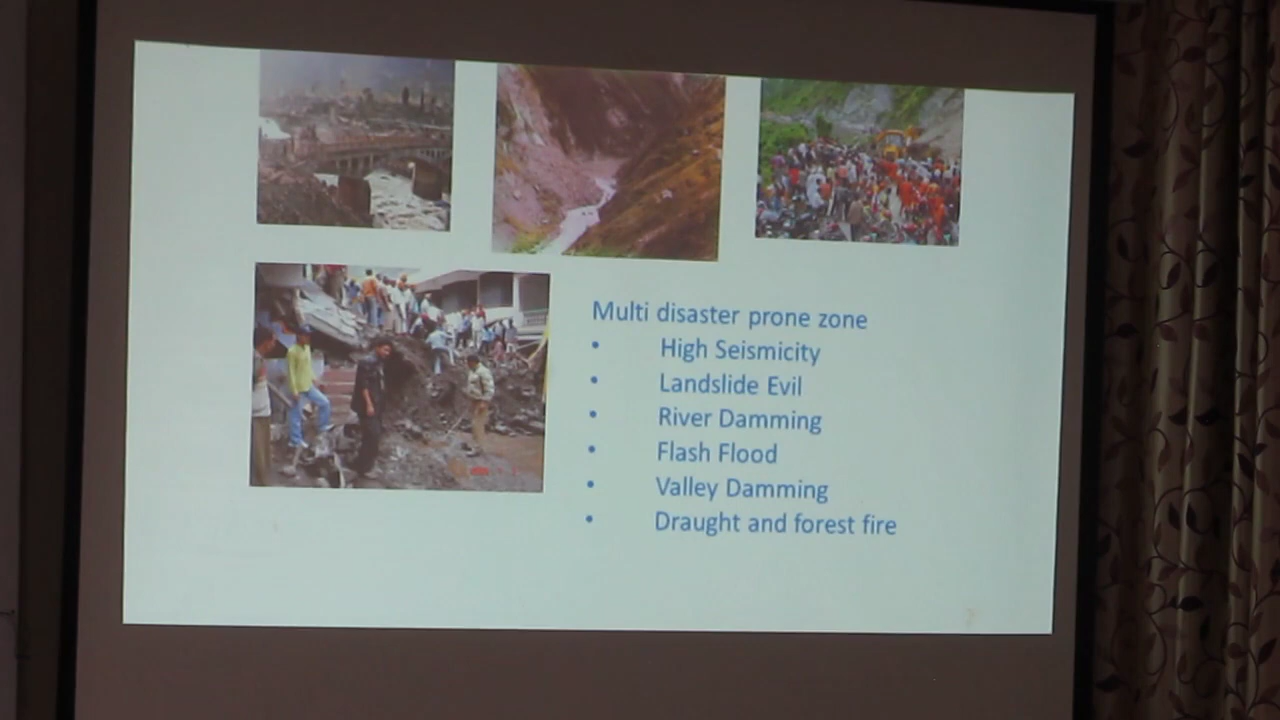 Multi disaster prone zone
• High Seismicity
• Landslide Evil
• River Damming
• Flash Flood
• Valley Damming
• Draught and forest fire